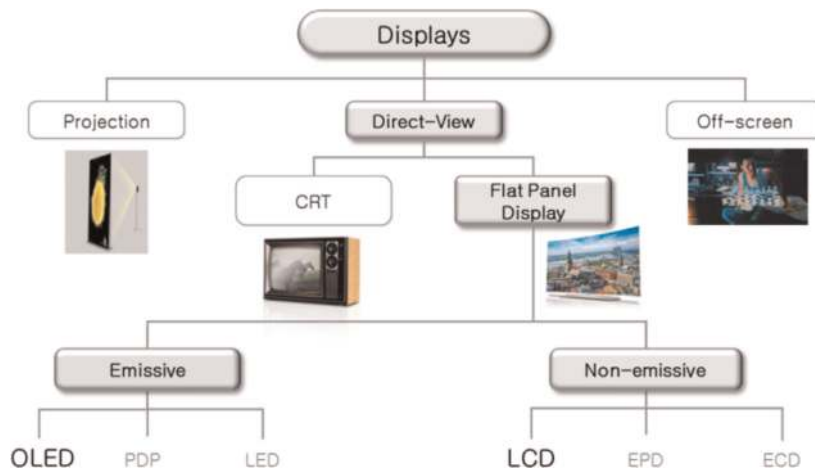 Displays
Projection
Direct-View
Off-screen
CRT
Flat Panel
Display
Emissive
Non-emissive
OLED
PDP
LED
LCD
EPD
ECD